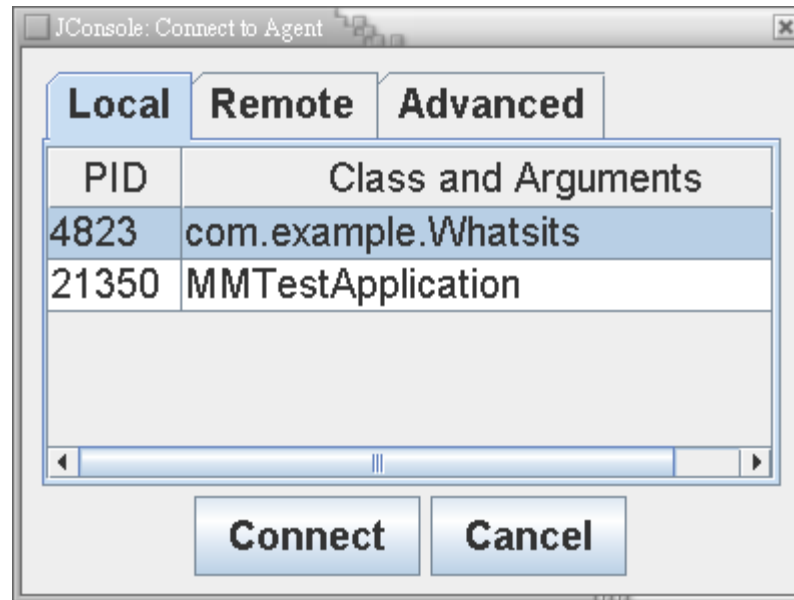 JConsole: Connect to Agent
Local Remote Advanced
PID Class and Arguments
4823 com.example.Whatsits
21350 MMTestApplication
Connect Cancel